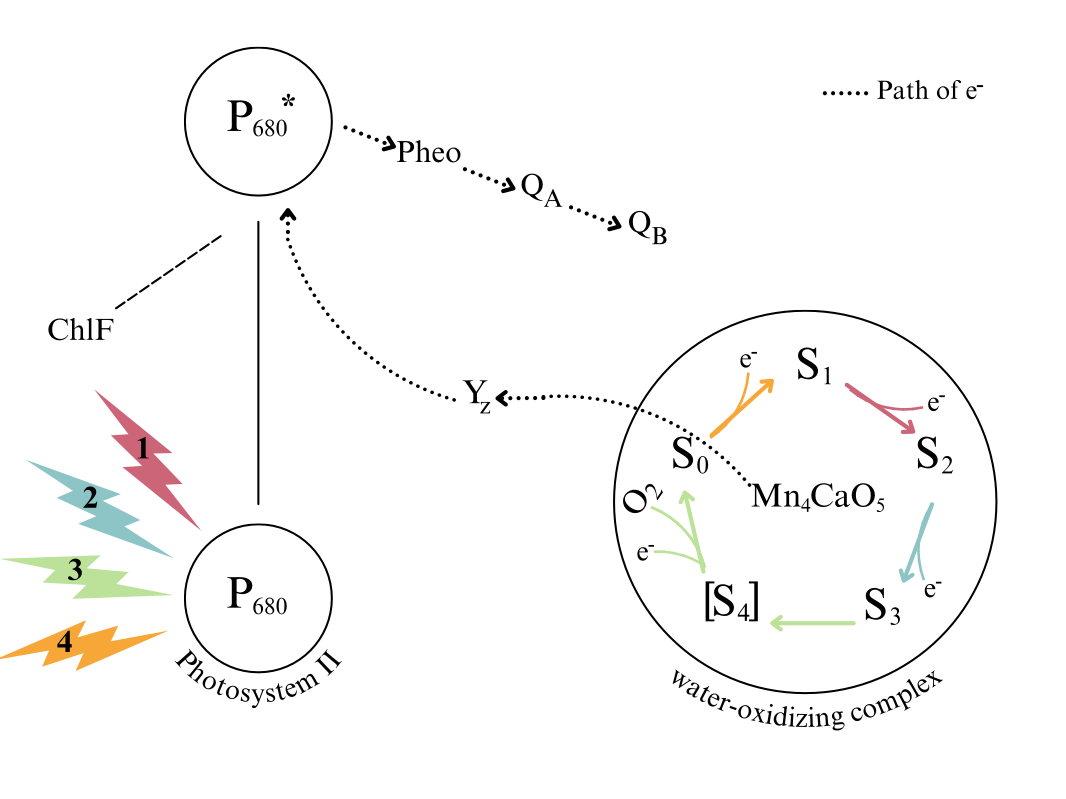 P680*
...... Path of e-
Pheo
QA
QB
ChlF
Yz
e-
S1
e-
S0
S2
Mn4CaO5
O2
e-
e-
[S4]
S3
1
2
3
4
P680
Photosystem II
water-oxidizing complex